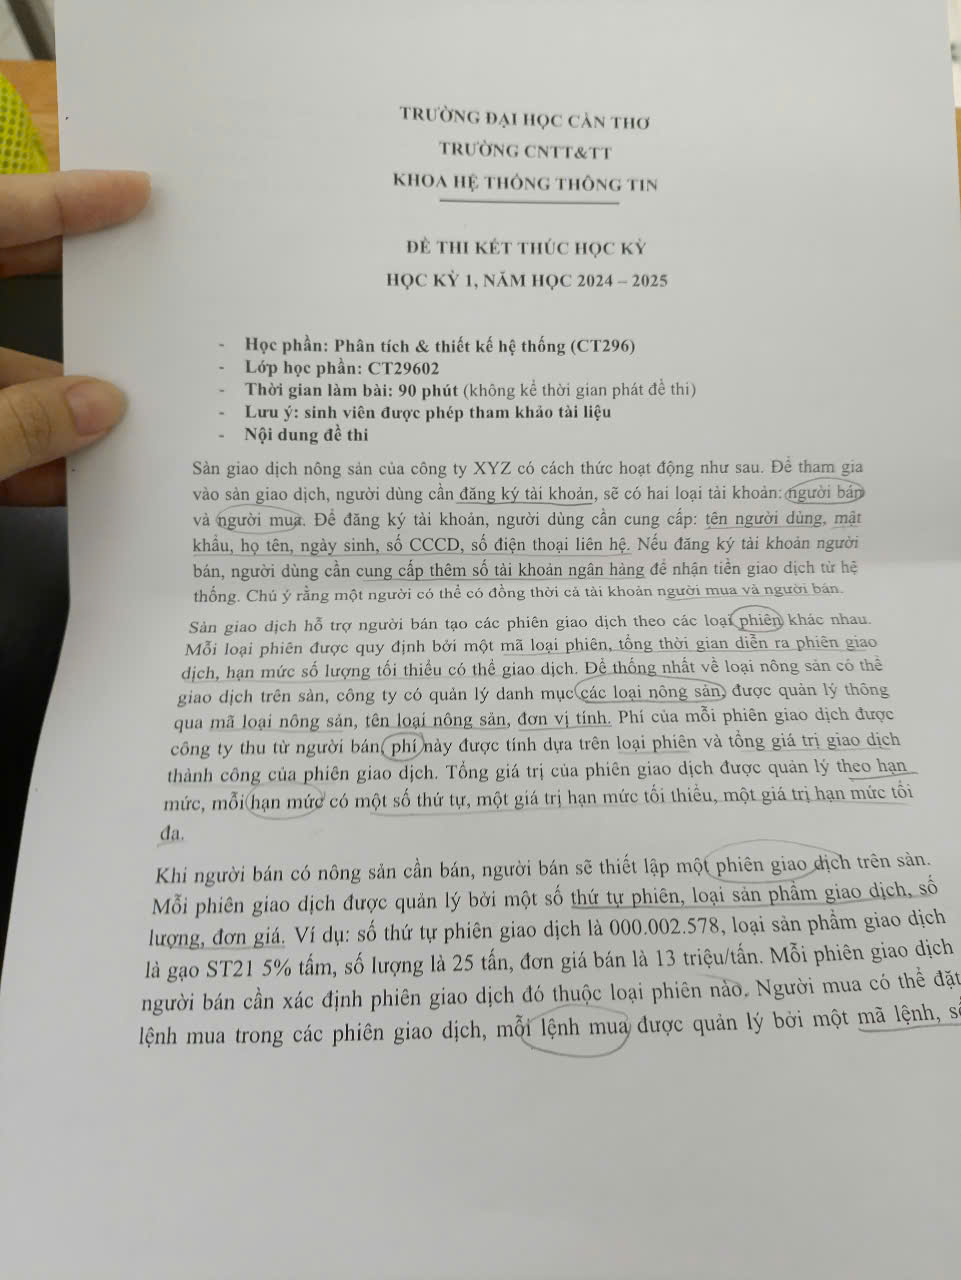 TRƯỜNG ĐẠI HỌC CẦN THƠ
TRƯỜNG CNTT&TT
KHOA HỆ THỐNG THÔNG TIN
ĐỀ THI KẾT THÚC HỌC KỲ
HỌC KỲ 1, NĂM HỌC 2024 – 2025
- Học phần: Phân tích & thiết kế hệ thống (CT296)
- Lớp học phần: CT29602
- Thời gian làm bài: 90 phút (không kể thời gian phát đề thi)
- Lưu ý: sinh viên được phép tham khảo tài liệu
- Nội dung đề thi
Sàn giao dịch nông sản của công ty XYZ có cách thức hoạt động như sau. Để tham gia
vào sàn giao dịch, người dùng cần đăng ký tài khoản, sẽ có hai loại tài khoản: người bán
và người mua. Để đăng ký tài khoản, người dùng cần cung cấp: tên người dùng, mật
khẩu, họ tên, ngày sinh, số CCCD, số điện thoại liên hệ. Nếu đăng ký tài khoản người
bán, người dùng cần cung cấp thêm số tài khoản ngân hàng để nhận tiền giao dịch từ hệ
thống. Chú ý rằng một người có thể có đồng thời cả tài khoản người mua và người bán.
Sàn giao dịch hỗ trợ người bán tạo các phiên giao dịch theo các loại phiên khác nhau.
Mỗi loại phiên được quy định bởi một mã loại phiên, tổng thời gian diễn ra phiên giao
dịch, hạn mức số lượng tối thiểu có thể giao dịch. Để thống nhất về loại nông sản có thể
giao dịch trên sàn, công ty có quản lý danh mục các loại nông sản, được quản lý thông
qua mã loại nông sản, tên loại nông sản, đơn vị tính. Phí của mỗi phiên giao dịch được
công ty thu từ người bán, phí này được tính dựa trên loại phiên và tổng giá trị giao dịch
thành công của phiên giao dịch. Tổng giá trị của phiên giao dịch được quản lý theo hạn
mức, mỗi hạn mức có một số thứ tự, một giá trị hạn mức tối thiểu, một giá trị hạn mức tối
đa.
Khi người bán có nông sản cần bán, người bán sẽ thiết lập một phiên giao dịch trên sàn.
Mỗi phiên giao dịch được quản lý bởi một số thứ tự phiên, loại sản phẩm giao dịch, số
lượng, đơn giá. Ví dụ: số thứ tự phiên giao dịch là 000.002.578, loại sản phẩm giao dịch
là gạo ST21 5% tấm, số lượng là 25 tấn, đơn giá bán là 13 triệu/tấn. Mỗi phiên giao dịch
người bán cần xác định phiên giao dịch đó thuộc loại phiên nào. Người mua có thể đặt
lệnh mua trong các phiên giao dịch, mỗi lệnh mua được quản lý bởi một mã lệnh, số